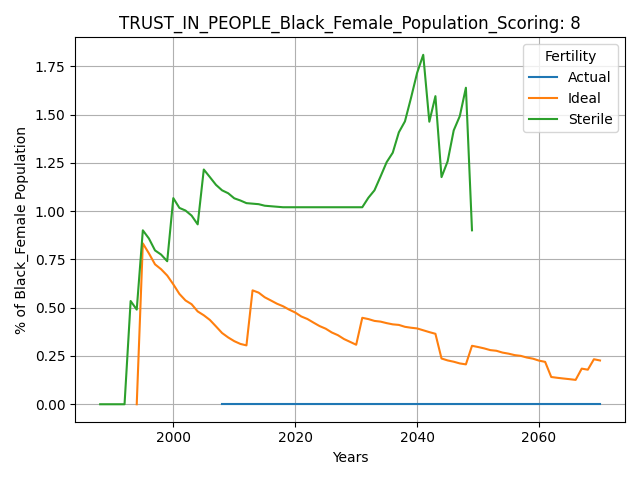 TRUST_IN_PEOPLE_Black_Female_Population_Scoring: 8
% of Black_Female Population
1.75
1.50
1.25
1.00
0.75
0.50
0.25
0.00
Fertility
Actual
Ideal
Sterile
2000
2020
2040
2060
Years